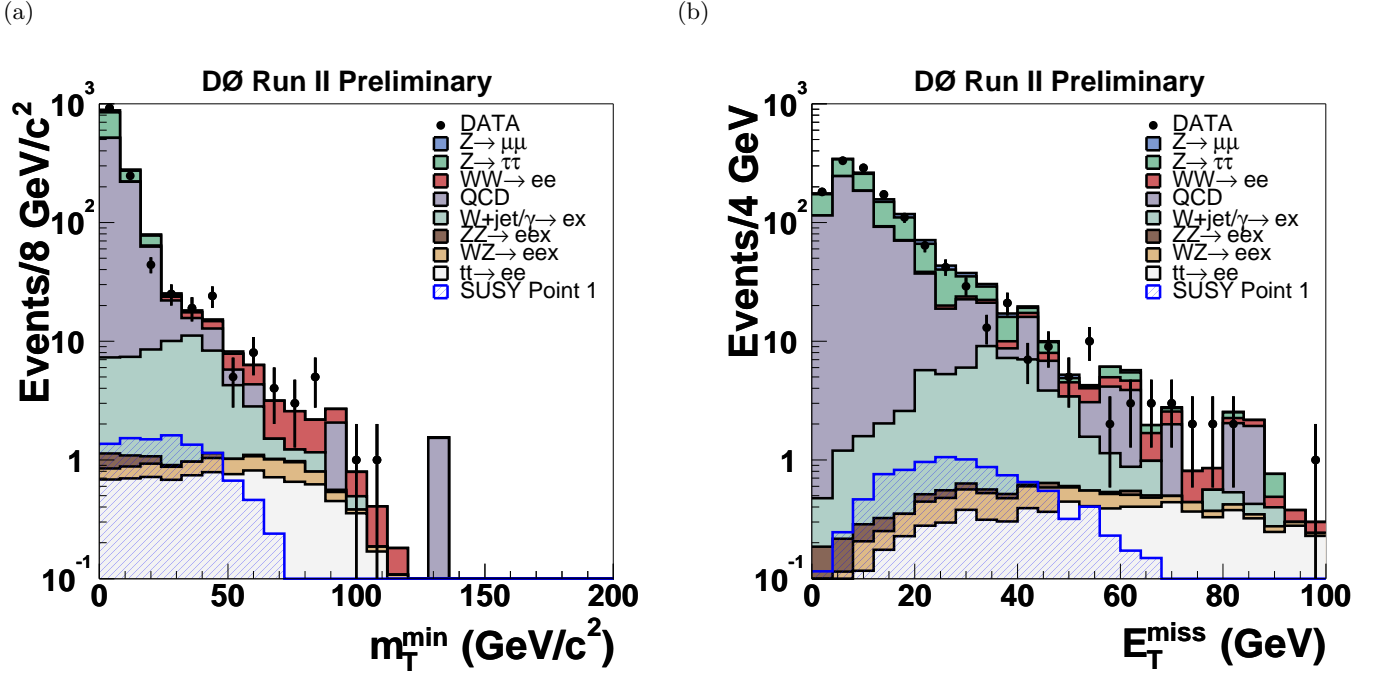 (a)
(b)
DØ Run II Preliminary
Events/8 GeV/c²
10³
10²
10
1
10⁻¹
DATA
Z→ μμ
Z→ ττ
WW→ ee
QCD
W+jet/γ→ ex
ZZ→ eex
WZ→ eex
tt→ ee
SUSY Point 1
0 50 100 150 200
m_T^min (GeV/c²)
DØ Run II Preliminary
Events/4 GeV
10³
10²
10
1
10⁻¹
DATA
Z→ μμ
Z→ ττ
WW→ ee
QCD
W+jet/γ→ ex
ZZ→ eex
WZ→ eex
tt→ ee
SUSY Point 1
0 20 40 60 80 100
E_T^miss (GeV)